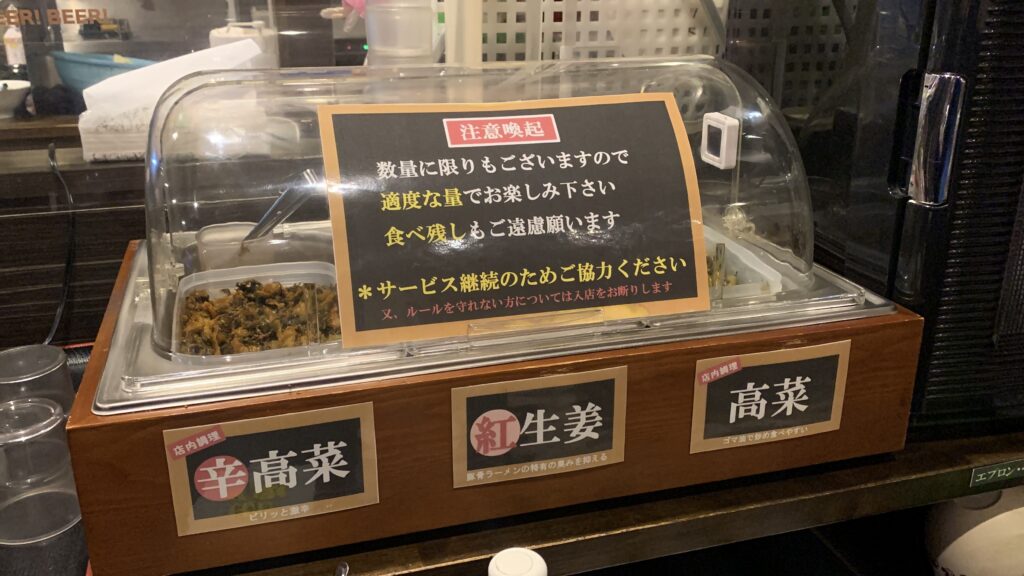 BEER! BEER!
注意喚起
数量に限りもございますので
適度な量でお楽しみ下さい
食べ残しもご遠慮願います
＊サービス継続のためご協力ください
又、ルールを守れない方については入店をお断りします
店内調理
辛高菜
ピリッと激辛
紅生姜
豚骨ラーメンの特有の臭みを抑える
店内調理
高菜
ゴマ油で炒め食べやすい
エプロン・